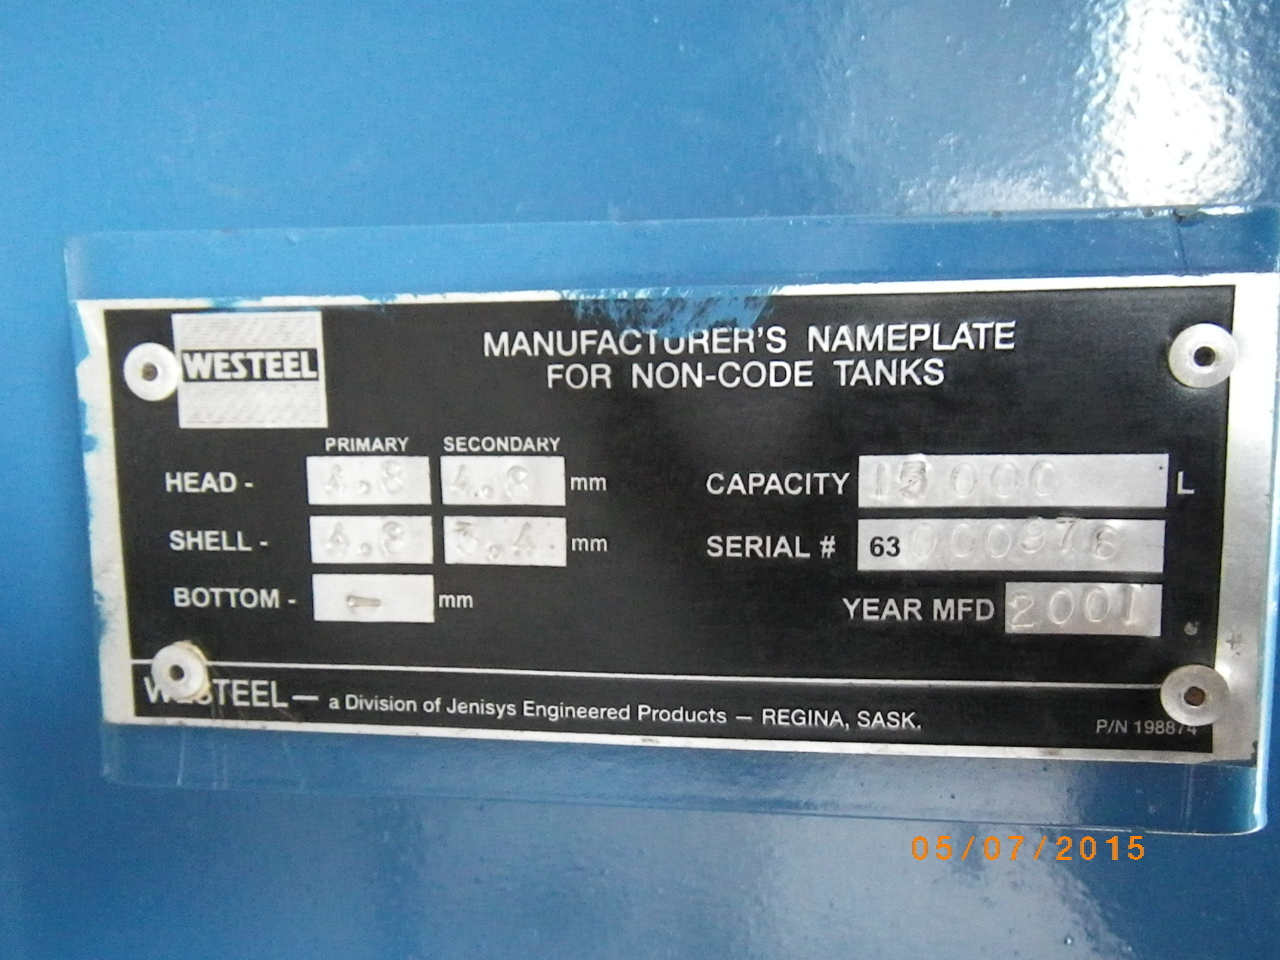 WESTEEL
MANUFACTURER'S NAMEPLATE
FOR NON-CODE TANKS
PRIMARY SECONDARY
HEAD - 4.8 4.8 mm
SHELL - 4.8 3.4 mm
BOTTOM - - mm
CAPACITY 15000 L
SERIAL # 63 000976
YEAR MFD 2001
WESTEEL — a Division of Jenisys Engineered Products — REGINA, SASK.
P/N 198874
05/07/2015